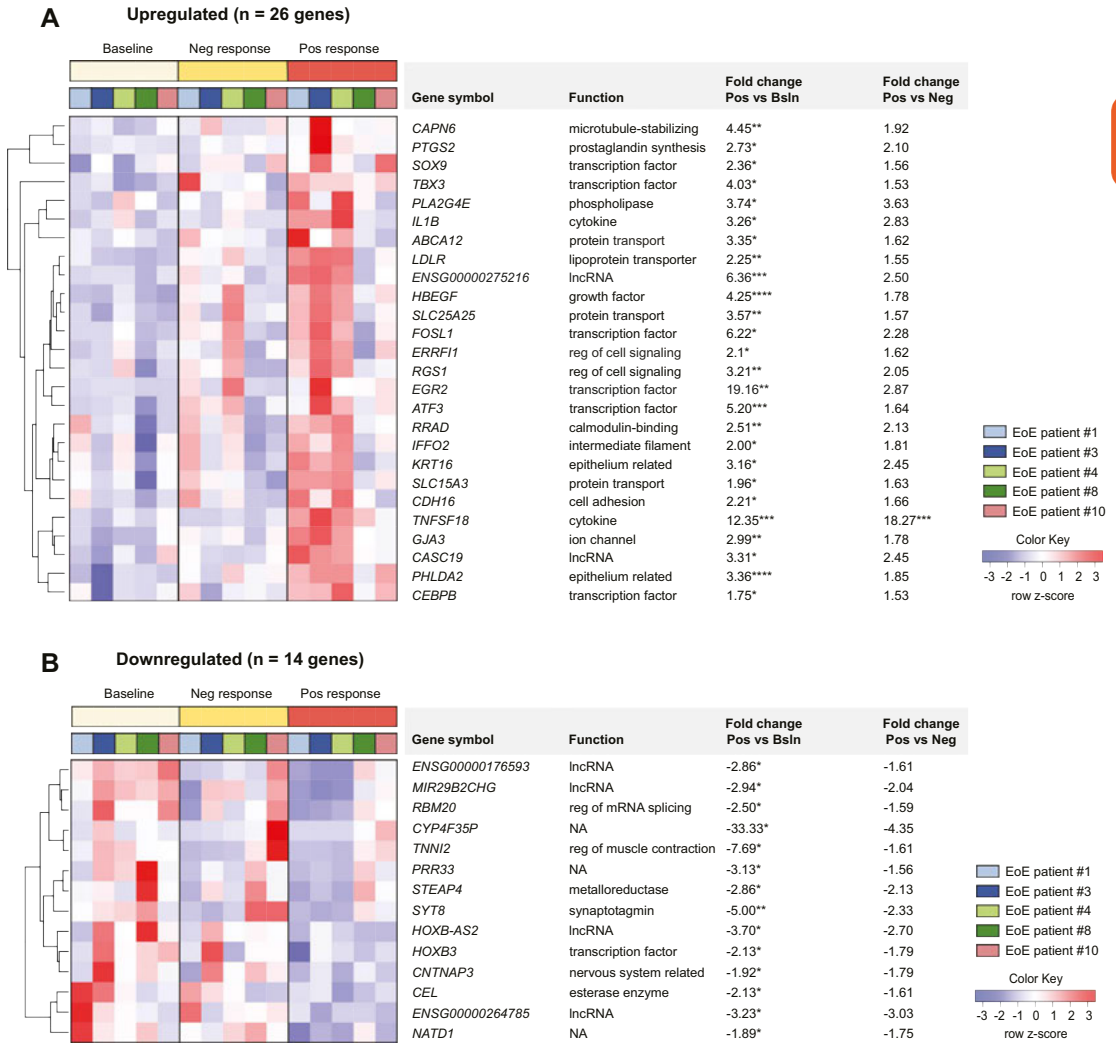 A
Upregulated (n = 26 genes)
Baseline Neg response Pos response
Gene symbol Function Fold change Pos vs Bsln Fold change Pos vs Neg
CAPN6 microtubule-stabilizing 4.45** 1.92
PTGS2 prostaglandin synthesis 2.73* 2.10
SOX9 transcription factor 2.36* 1.56
TBX3 transcription factor 4.03* 1.53
PLA2G4E phospholipase 3.74* 3.63
IL1B cytokine 3.26* 2.83
ABCA12 protein transport 3.35* 1.62
LDLR lipoprotein transporter 2.25** 1.55
ENSG00000275216 lncRNA 6.36*** 2.50
HBEGF growth factor 4.25**** 1.78
SLC25A25 protein transport 3.57** 1.57
FOSL1 transcription factor 6.22* 2.28
ERRFI1 reg of cell signaling 2.1* 1.62
RGS1 reg of cell signaling 3.21** 2.05
EGR2 transcription factor 19.16** 2.87
ATF3 transcription factor 5.20*** 1.64
RRAD calmodulin-binding 2.51** 2.13
IFFO2 intermediate filament 2.00* 1.81
KRT16 epithelium related 3.16* 2.45
SLC15A3 protein transport 1.96* 1.63
CDH16 cell adhesion 2.21* 1.66
TNFSF18 cytokine 12.35*** 18.27***
GJA3 ion channel 2.99** 1.78
CASC19 lncRNA 3.31* 2.45
PHLDA2 epithelium related 3.36**** 1.85
CEBPB transcription factor 1.75* 1.53
EoE patient #1
EoE patient #3
EoE patient #4
EoE patient #8
EoE patient #10
Color Key
-3 -2 -1 0 1 2 3
row z-score
B
Downregulated (n = 14 genes)
Baseline Neg response Pos response
Gene symbol Function Fold change Pos vs Bsln Fold change Pos vs Neg
ENSG00000176593 lncRNA -2.86* -1.61
MIR29B2CHG lncRNA -2.94* -2.04
RBM20 reg of mRNA splicing -2.50* -1.59
CYP4F35P NA -33.33* -4.35
TNNI2 reg of muscle contraction -7.69* -1.61
PRR33 NA -3.13* -1.56
STEAP4 metalloreductase -2.86* -2.13
SYT8 synaptotagmin -5.00** -2.33
HOXB-AS2 lncRNA -3.70* -2.70
HOXB3 transcription factor -2.13* -1.79
CNTNAP3 nervous system related -1.92* -1.79
CEL esterase enzyme -2.13* -1.61
ENSG00000264785 lncRNA -3.23* -3.03
NATD1 NA -1.89* -1.75
EoE patient #1
EoE patient #3
EoE patient #4
EoE patient #8
EoE patient #10
Color Key
-3 -2 -1 0 1 2 3
row z-score